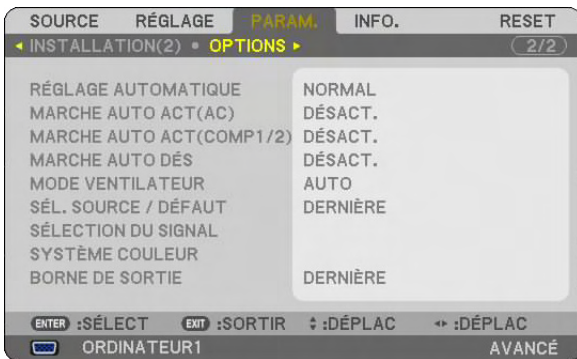 SOURCE RÉGLAGE PARAM. INFO. RESET
INSTALLATION(2) • OPTIONS 2/2
RÉGLAGE AUTOMATIQUE NORMAL
MARCHE AUTO ACT(AC) DÉSACT.
MARCHE AUTO ACT(COMP1/2) DÉSACT.
MARCHE AUTO DÉS DÉSACT.
MODE VENTILATEUR AUTO
SÉL. SOURCE / DÉFAUT DERNIÈRE
SÉLECTION DU SIGNAL
SYSTÈME COULEUR
BORNE DE SORTIE DERNIÈRE
ENTER :SÉLECT EXIT :SORTIR :DÉPLAC :DÉPLAC
ORDINATEUR1 AVANCÉ